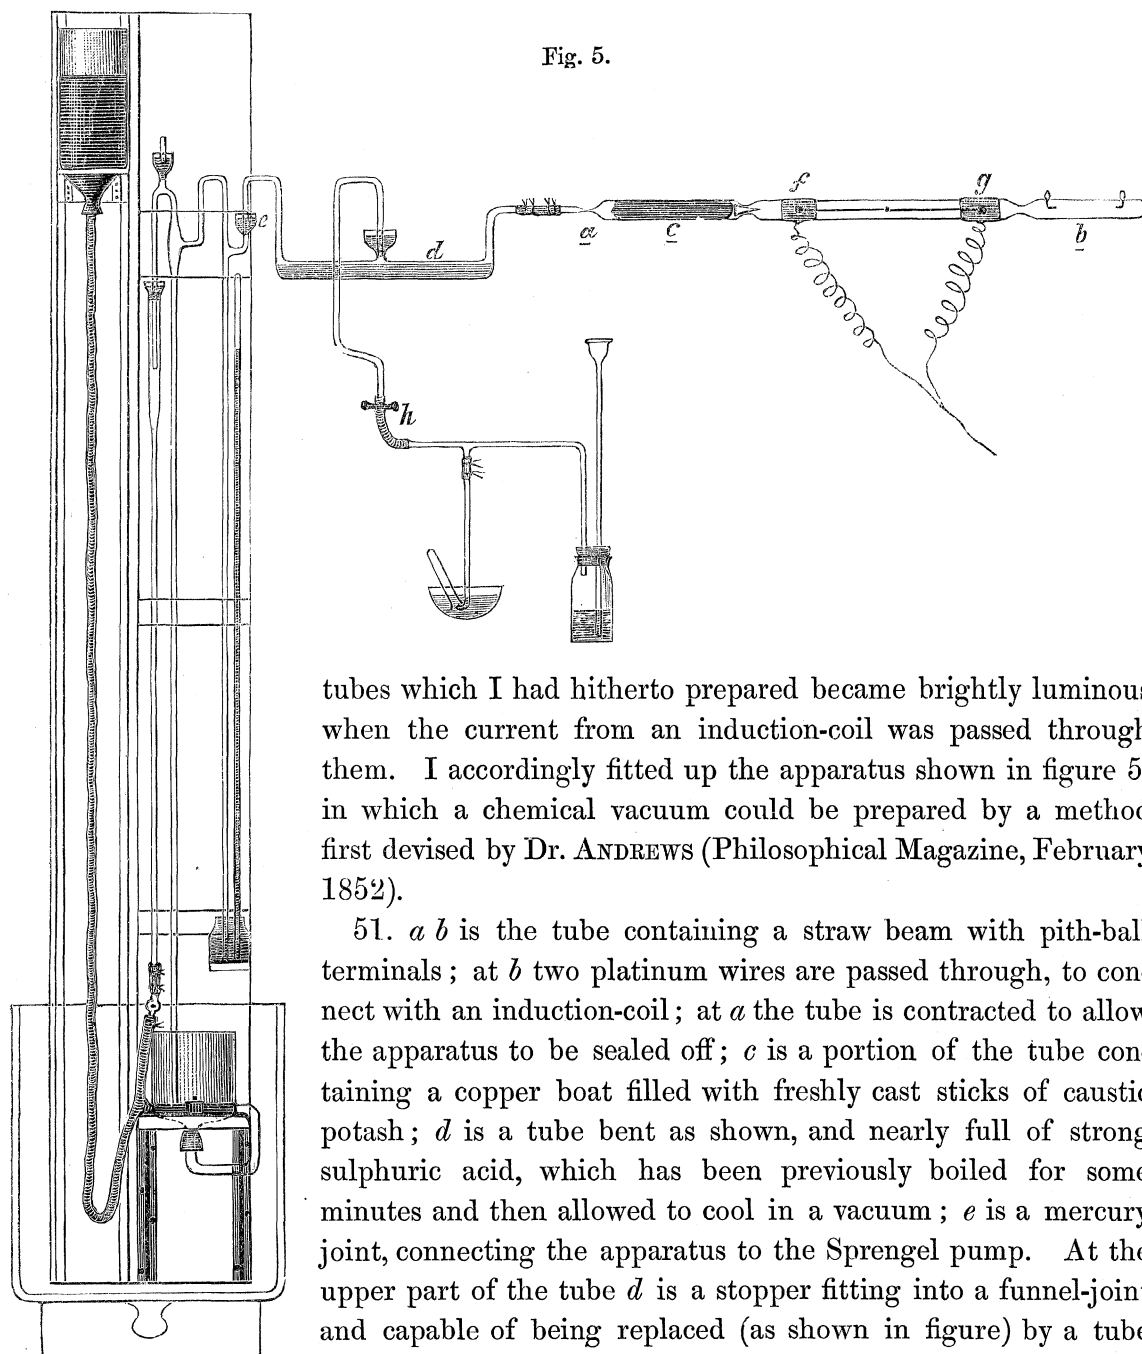 Fig. 5.
e
d
a
c
f
g
b
h
tubes which I had hitherto prepared became brightly luminous
when the current from an induction-coil was passed through
them. I accordingly fitted up the apparatus shown in figure 5,
in which a chemical vacuum could be prepared by a method
first devised by Dr. ANDREWS (Philosophical Magazine, February
1852).
51. a b is the tube containing a straw beam with pith-ball
terminals; at b two platinum wires are passed through, to con-
nect with an induction-coil; at a the tube is contracted to allow
the apparatus to be sealed off; c is a portion of the tube con-
taining a copper boat filled with freshly cast sticks of caustic
potash; d is a tube bent as shown, and nearly full of strong
sulphuric acid, which has been previously boiled for some
minutes and then allowed to cool in a vacuum; e is a mercury
joint, connecting the apparatus to the Sprengel pump. At the
upper part of the tube d is a stopper fitting into a funnel-joint
and capable of being replaced (as shown in figure) by a tube